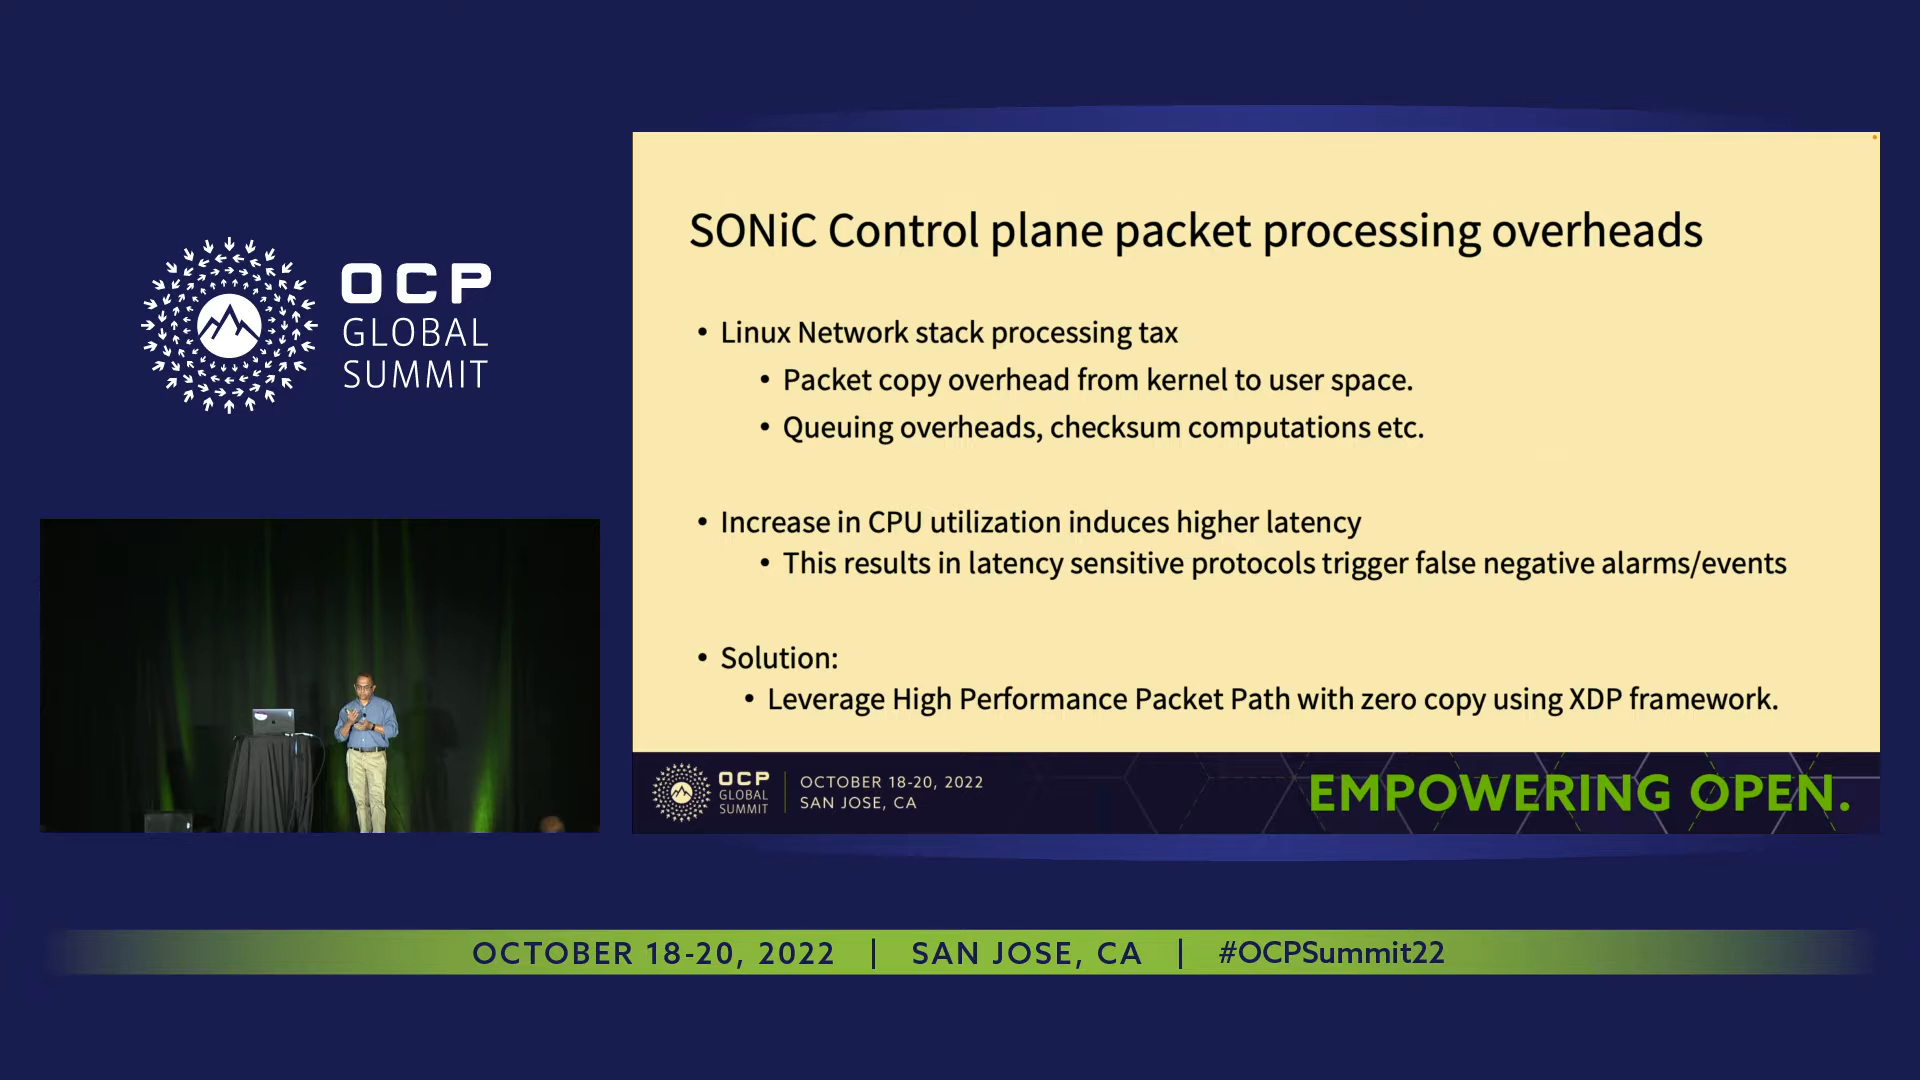 OCP
GLOBAL
SUMMIT
SONiC Control plane packet processing overheads
• Linux Network stack processing tax
• Packet copy overhead from kernel to user space.
• Queuing overheads, checksum computations etc.
• Increase in CPU utilization induces higher latency
• This results in latency sensitive protocols trigger false negative alarms/events
• Solution:
• Leverage High Performance Packet Path with zero copy using XDP framework.
OCP
GLOBAL
SUMMIT
OCTOBER 18-20, 2022
SAN JOSE, CA
EMPOWERING OPEN.
OCTOBER 18-20, 2022 | SAN JOSE, CA | #OCPSummit22